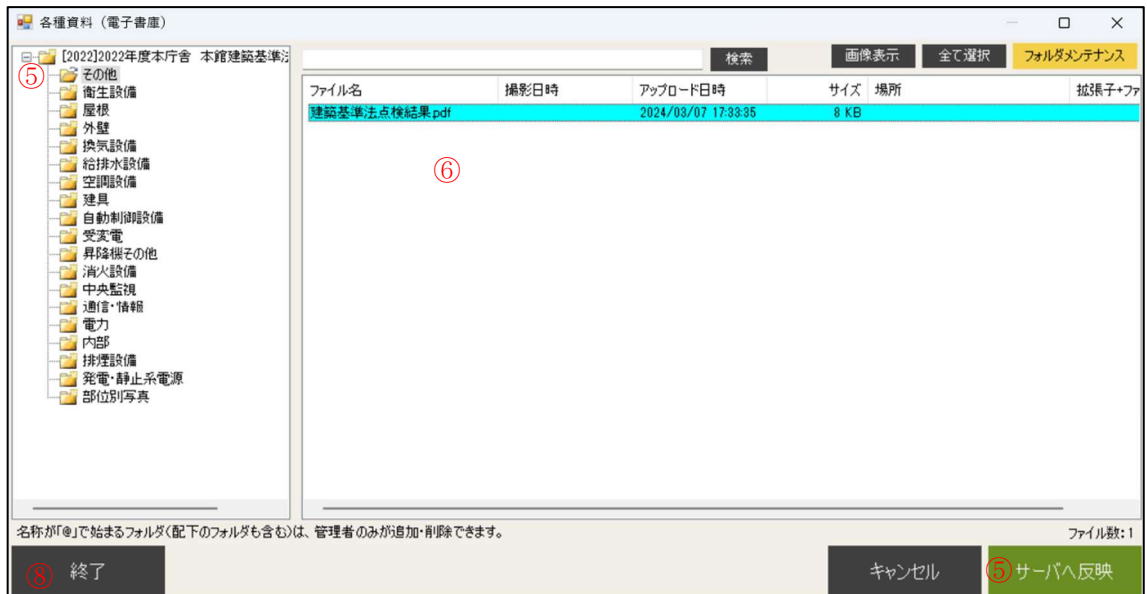 各種資料（電子書庫）
[2022]2022年度本庁舎　本館建築基準法
⑤ その他
衛生設備
屋根
外壁
換気設備
給排水設備
空調設備
建具
自動制御設備
受変電
昇降機その他
消火設備
中央監視
通信・情報
電力
内部
排煙設備
発電・静止系電源
部位別写真
検索 画像表示 全て選択 フォルダメンテナンス
ファイル名 撮影日時 アップロード日時 サイズ 場所 拡張子+ファ
建築基準法点検結果.pdf 2024/03/07 17:33:35 8 KB
⑥
名称が「@」で始まるフォルダ(配下のフォルダも含む)は、管理者のみが追加・削除できます。 ファイル数:1
⑧ 終了 キャンセル ⑤ サーバへ反映